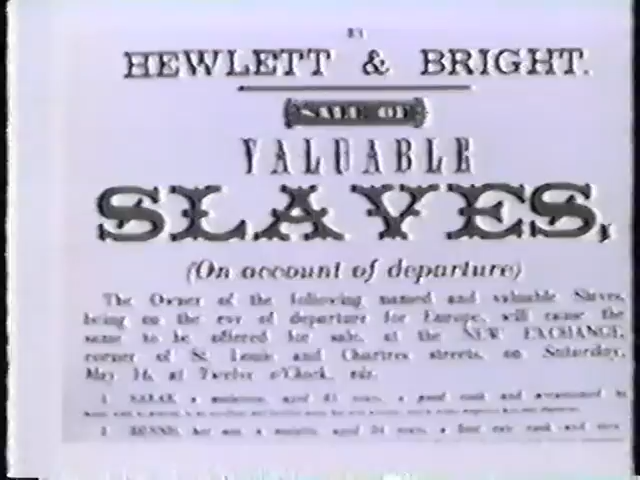 BY
HEWLETT & BRIGHT.
SALE OF
VALUABLE
SLAVES,
(On account of departure)
The Owner of the following named and valuable Slaves,
being on the eve of departure for Europe, will cause the
same to be offered for sale, at the NEW EXCHANGE,
corner of St. Louis and Chartres streets, on Saturday,
May 16, at Twelve o'Clock, viz.
1. SARAH, a mulatress, aged 45 years, a good cook and accustomed to
2. DENNIS, her son, a mulatto, aged 24 years, a first rate cook and